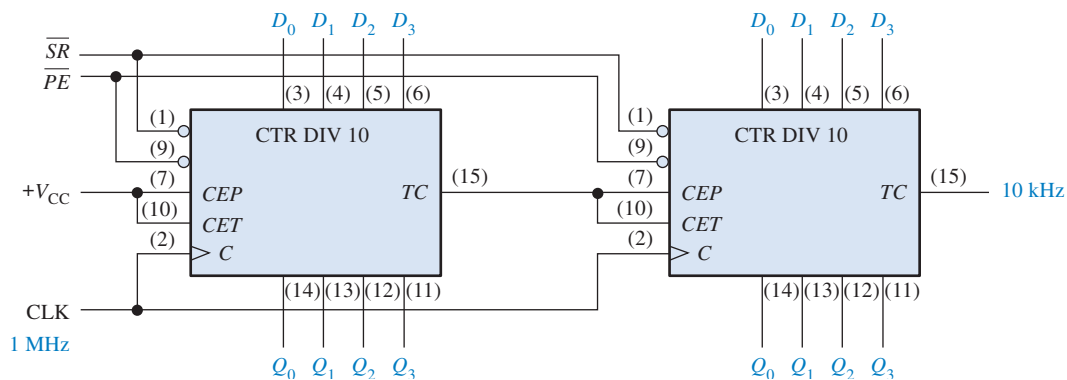 D0 D1 D2 D3 D0 D1 D2 D3
S̅R̅
P̅E̅
(3) (4) (5) (6) (3) (4) (5) (6)
(1) CTR DIV 10 (1) CTR DIV 10
(9) (9)
+VCC (7) CEP TC (15) (7) CEP TC (15) 10 kHz
(10) CET (10) CET
(2) C (2) C
(14) (13) (12) (11) (14) (13) (12) (11)
CLK
1 MHz
Q0 Q1 Q2 Q3 Q0 Q1 Q2 Q3